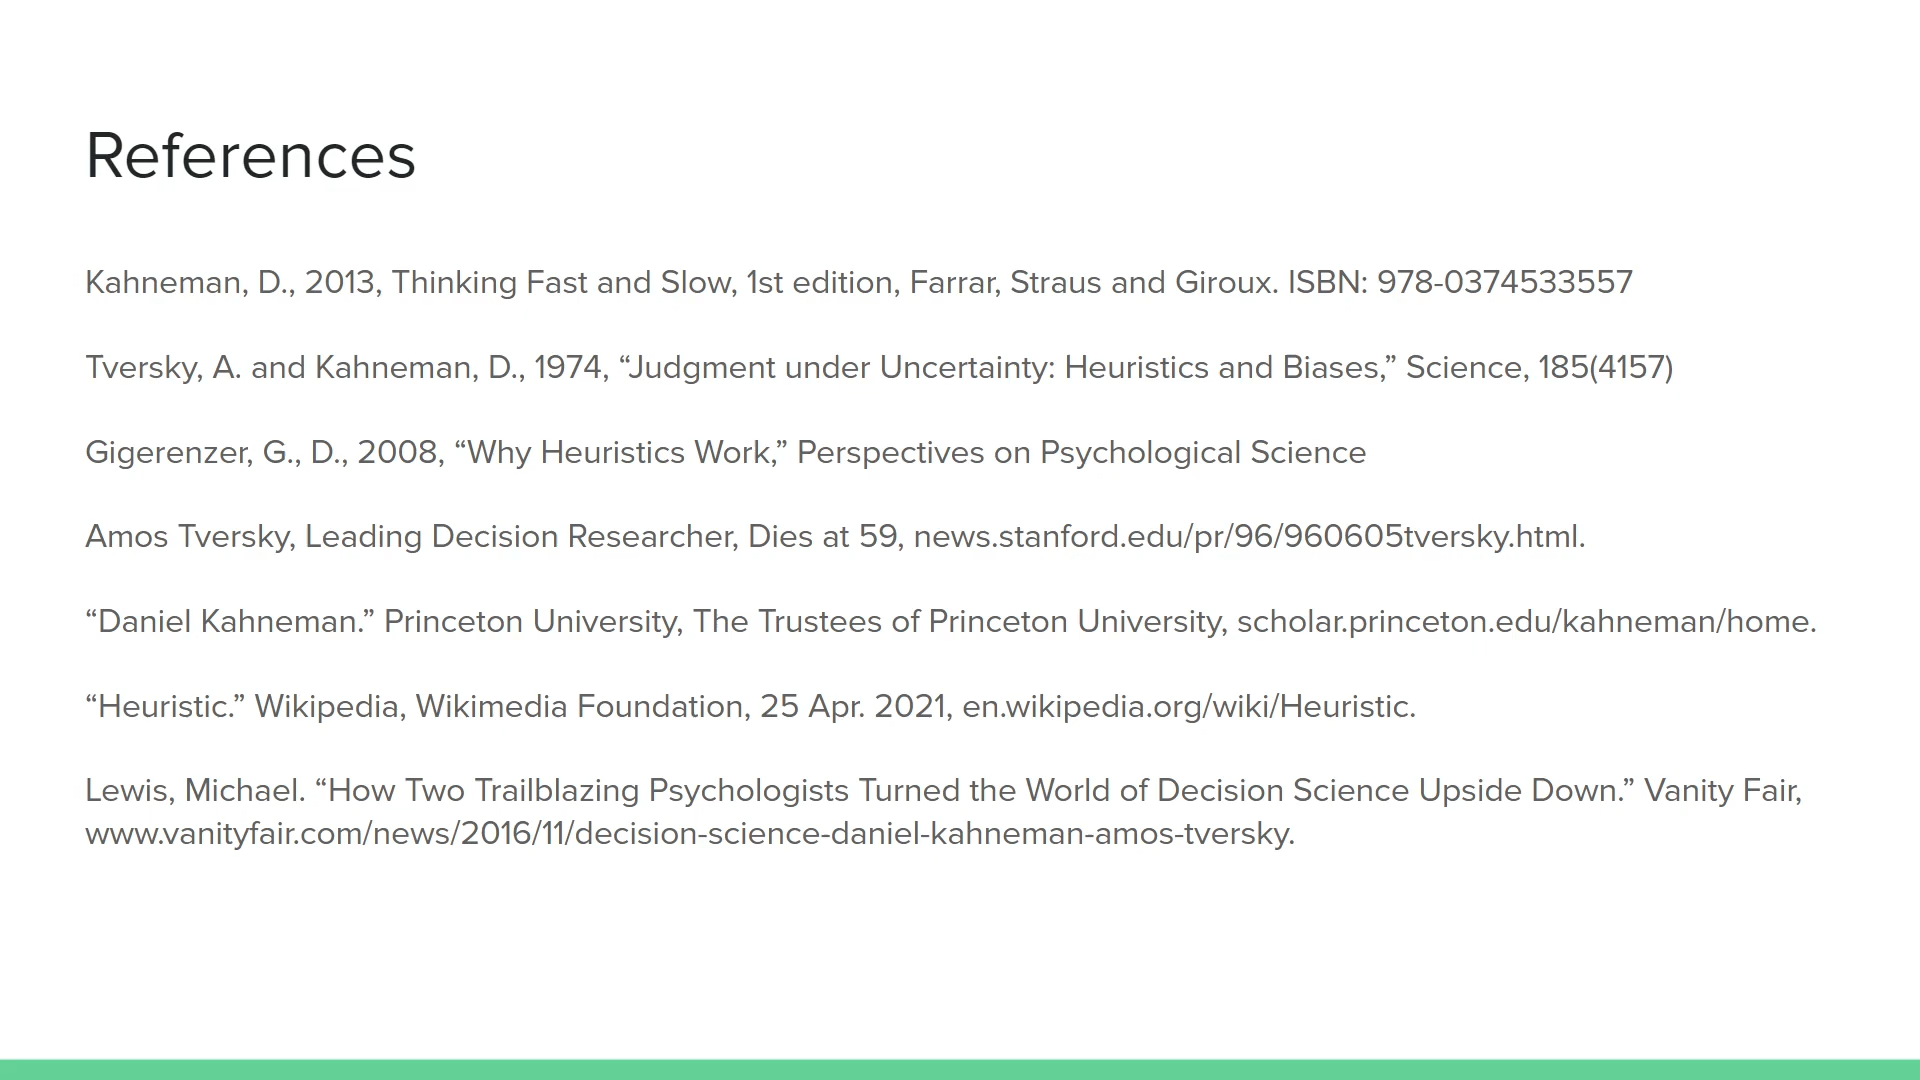 References
Kahneman, D., 2013, Thinking Fast and Slow, 1st edition, Farrar, Straus and Giroux. ISBN: 978-0374533557
Tversky, A. and Kahneman, D., 1974, “Judgment under Uncertainty: Heuristics and Biases,” Science, 185(4157)
Gigerenzer, G., D., 2008, “Why Heuristics Work,” Perspectives on Psychological Science
Amos Tversky, Leading Decision Researcher, Dies at 59, news.stanford.edu/pr/96/960605tversky.html.
“Daniel Kahneman.” Princeton University, The Trustees of Princeton University, scholar.princeton.edu/kahneman/home.
“Heuristic.” Wikipedia, Wikimedia Foundation, 25 Apr. 2021, en.wikipedia.org/wiki/Heuristic.
Lewis, Michael. “How Two Trailblazing Psychologists Turned the World of Decision Science Upside Down.” Vanity Fair,
www.vanityfair.com/news/2016/11/decision-science-daniel-kahneman-amos-tversky.